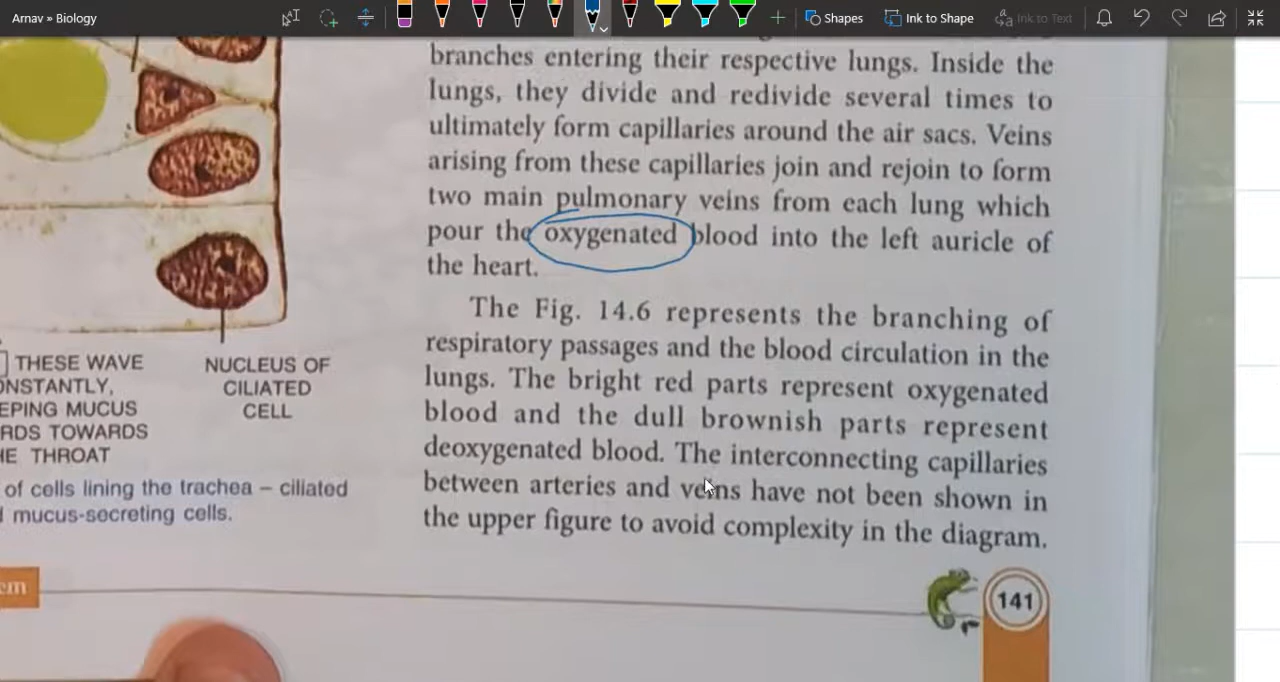 Arnav » Biology
Shapes
Ink to Shape
Ink to Text
branches entering their respective lungs. Inside the
lungs, they divide and redivide several times to
ultimately form capillaries around the air sacs. Veins
arising from these capillaries join and rejoin to form
two main pulmonary veins from each lung which
pour the oxygenated blood into the left auricle of
the heart.
The Fig. 14.6 represents the branching of
respiratory passages and the blood circulation in the
lungs. The bright red parts represent oxygenated
blood and the dull brownish parts represent
deoxygenated blood. The interconnecting capillaries
between arteries and veins have not been shown in
the upper figure to avoid complexity in the diagram.
THESE WAVE
ONSTANTLY,
EPING MUCUS
RDS TOWARDS
HE THROAT
NUCLEUS OF
CILIATED
CELL
of cells lining the trachea – ciliated
mucus-secreting cells.
em
141